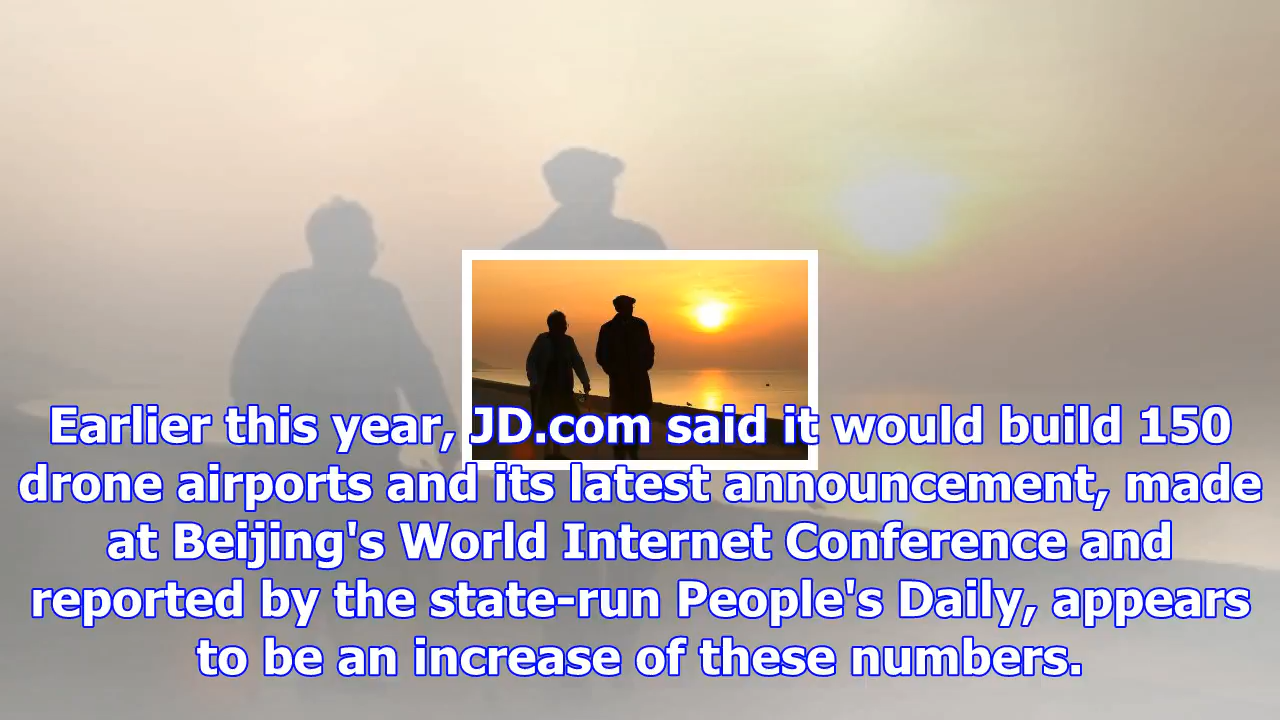 Earlier this year, JD.com said it would build 150
drone airports and its latest announcement, made
at Beijing's World Internet Conference and
reported by the state-run People's Daily, appears
to be an increase of these numbers.